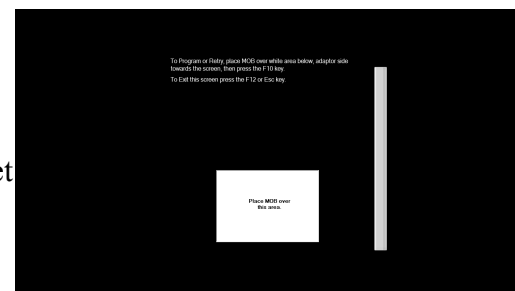 To Program or Retry, place MOB over white area below, adaptor side
towards the screen, then press the F10 key
To Exit this screen press the F12 or Esc key.
et
Place MOB over
this area.